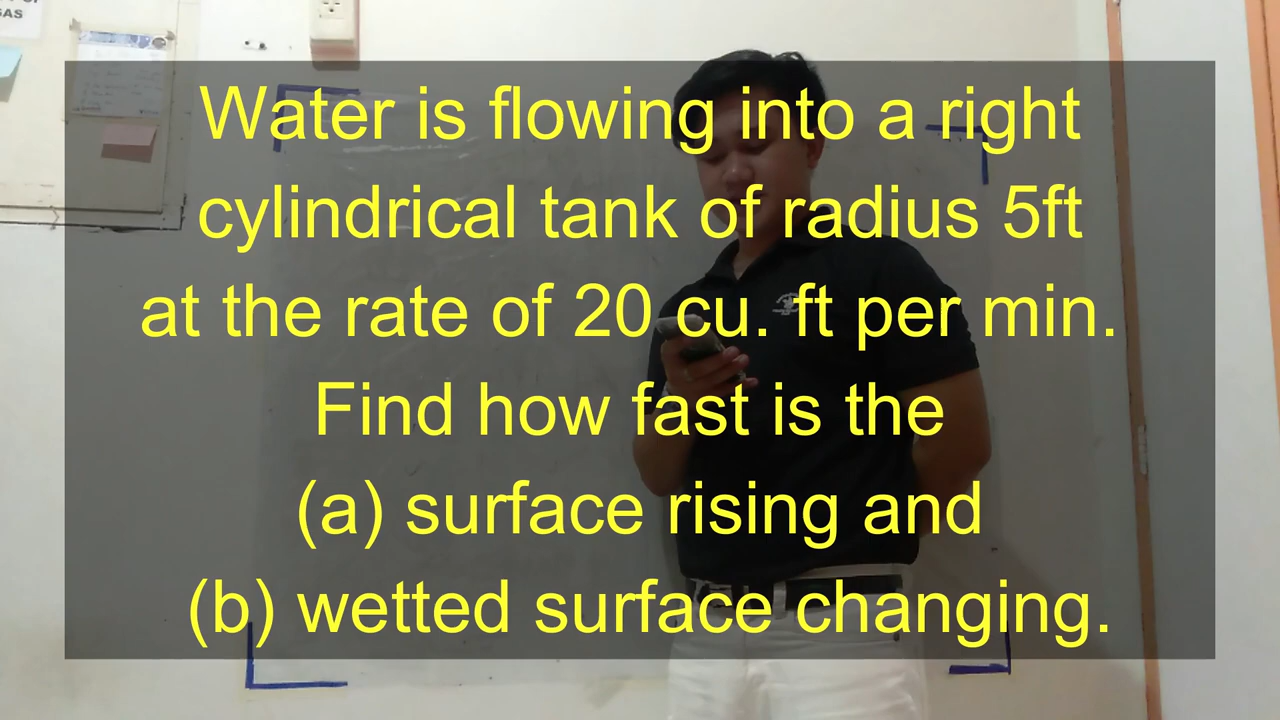 GAS
Water is flowing into a right
cylindrical tank of radius 5ft
at the rate of 20 cu. ft per min.
Find how fast is the
(a) surface rising and
(b) wetted surface changing.